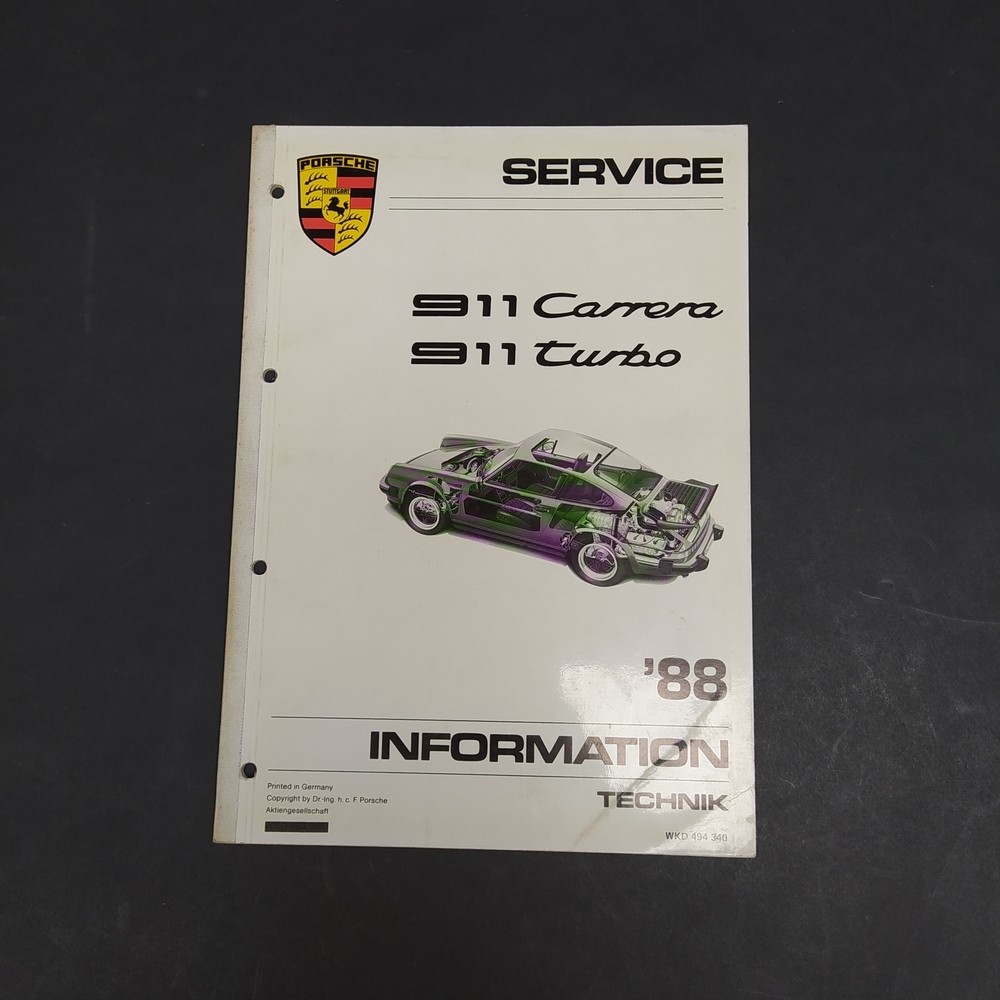 PORSCHE
STUTTGART
SERVICE
911 Carrera
911 turbo
'88
INFORMATION
TECHNIK
Printed in Germany
Copyright by Dr.-Ing. h. c. F. Porsche
Aktiengesellschaft
WKD 494 340